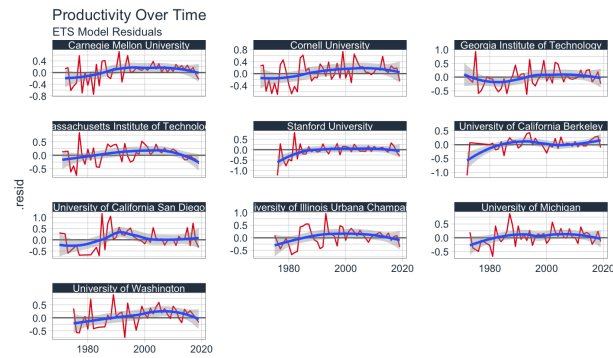 Productivity Over Time
ETS Model Residuals
Carnegie Mellon University
Cornell University
Georgia Institute of Technology
0.4
0.0
-0.4
-0.8
0.8
0.4
0.0
-0.4
1.0
0.5
0.0
-0.5
assachusetts Institute of Technolo
Stanford University
University of California Berkeley
0.5
0.0
-0.5
0.5
0.0
-0.5
-1.0
0.5
0.0
-0.5
-1.0
.resid
University of California San Diego
iversity of Illinois Urbana Champa
University of Michigan
1.0
0.5
0.0
-0.5
1.0
0.5
0.0
-0.5
0.5
0.0
-0.5
1980 2000 2020
1980 2000 2020
University of Washington
0.5
0.0
-0.5
1980 2000 2020